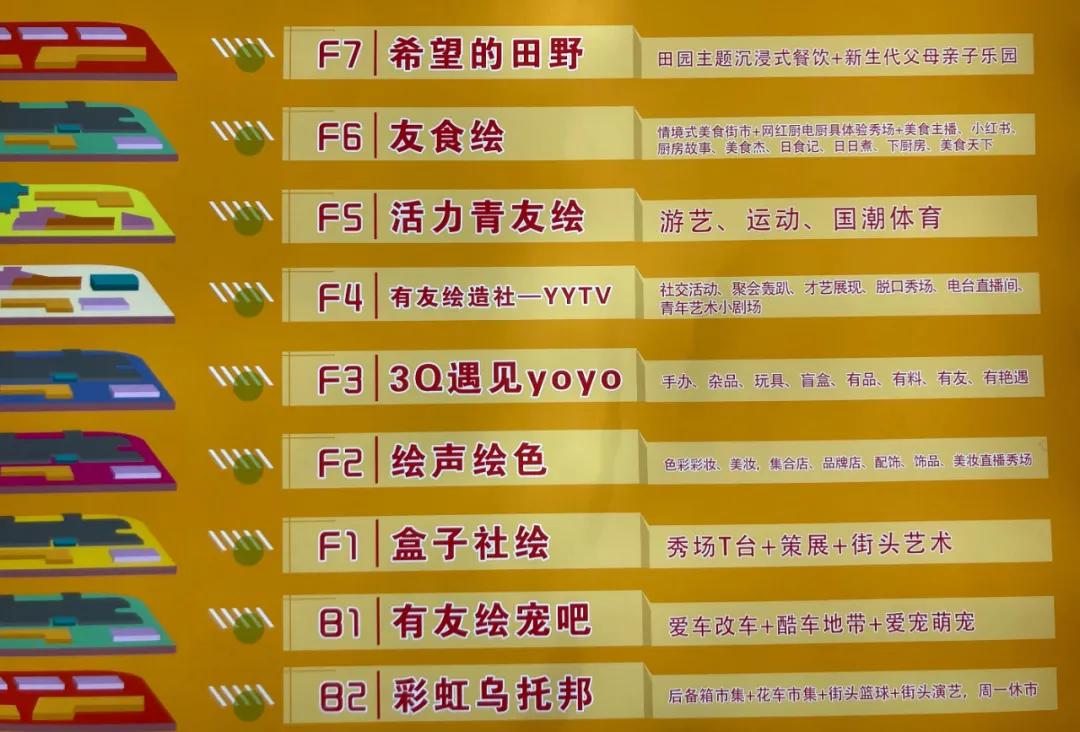 F7 希望的田野 田园主题沉浸式餐饮+新生代父母亲子乐园
F6 友食绘 情境式美食街市+网红厨电厨具体验秀场+美食主播、小红书、
厨房故事、美食杰、日食记、日日煮、下厨房、美食天下
F5 活力青友绘 游艺、运动、国潮体育
F4 有友绘造社—YYTV 社交活动、聚会轰趴、才艺展现、脱口秀场、电台直播间、
青年艺术小剧场
F3 3Q遇见yoyo 手办、杂品、玩具、盲盒、有品、有料、有友、有艳遇
F2 绘声绘色 色彩彩妆、美妆，集合店、品牌店、配饰、饰品、美妆直播秀场
F1 盒子社绘 秀场T台+策展+街头艺术
B1 有友绘宠吧 爱车改车+酷车地带+爱宠萌宠
B2 彩虹乌托邦 后备箱市集+花车市集+街头篮球+街头演艺，周一休市